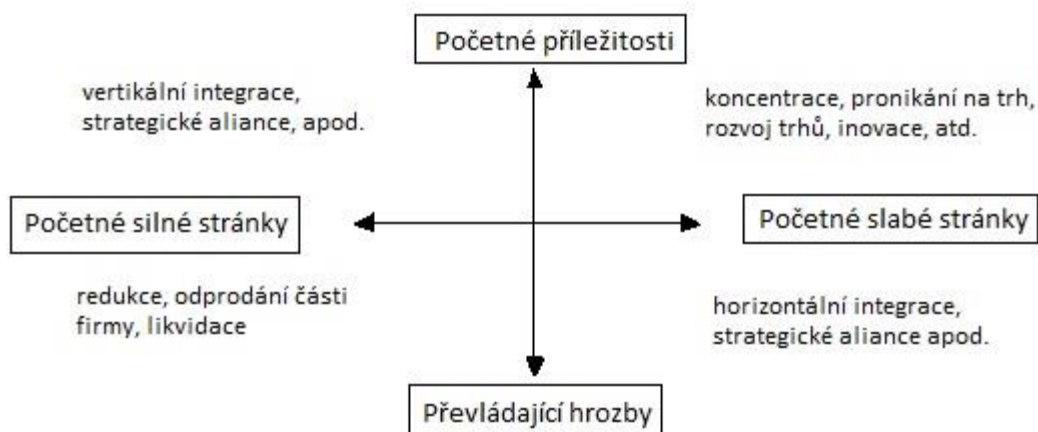 Početné příležitosti
vertikální integrace,
strategické aliance, apod.
koncentrace, pronikání na trh,
rozvoj trhů, inovace, atd.
Početné silné stránky
Početné slabé stránky
redukce, odprodání části
firmy, likvidace
horizontální integrace,
strategické aliance apod.
Převládající hrozby